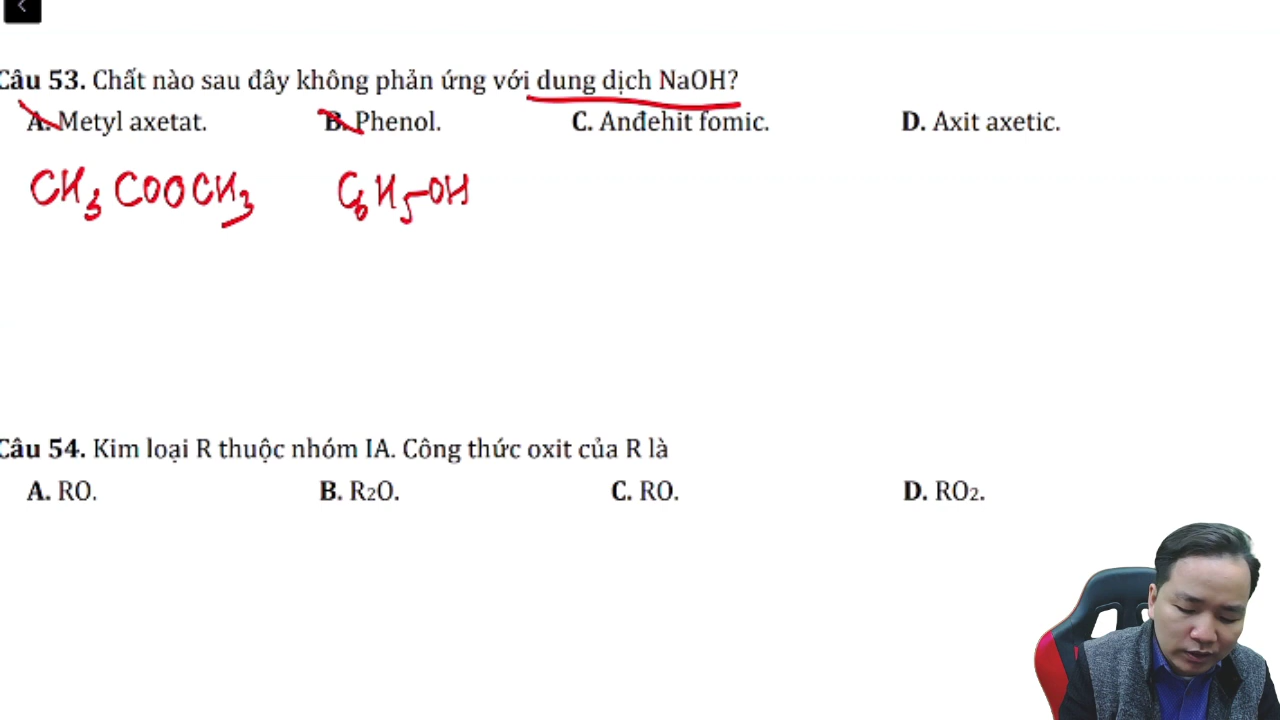 Câu 53. Chất nào sau đây không phản ứng với dung dịch NaOH?
A. Metyl axetat. B. Phenol. C. Anđehit fomic. D. Axit axetic.
CH3COOCH3 C6H5-OH
Câu 54. Kim loại R thuộc nhóm IA. Công thức oxit của R là
A. RO. B. R2O. C. RO. D. RO2.